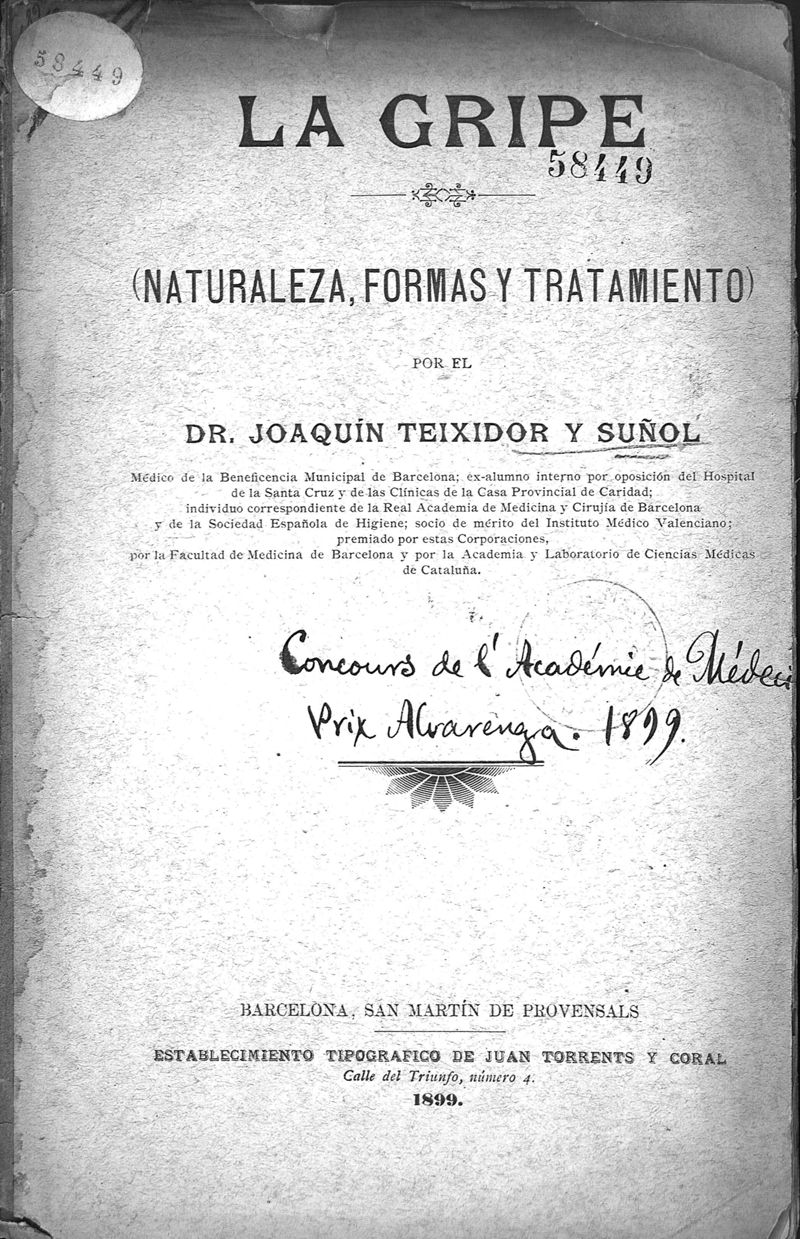 58449
LA GRIPE
58449
(NATURALEZA, FORMAS Y TRATAMIENTO)
POR EL
DR. JOAQUÍN TEIXIDOR Y SUÑOL
Médico de la Beneficencia Municipal de Barcelona; ex-alumno interno por oposición del Hospital
de la Santa Cruz y de las Clínicas de la Casa Provincial de Caridad;
individuo correspondiente de la Real Academia de Medicina y Cirujía de Barcelona
y de la Sociedad Española de Higiene; socio de mérito del Instituto Médico Valenciano;
premiado por estas Corporaciones,
por la Facultad de Medicina de Barcelona y por la Academia y Laboratorio de Ciencias Médicas
de Cataluña.
Concours de l'Académie de Médeci
Prix Alvarenga. 1899.
BARCELONA, SAN MARTÍN DE PROVENSALS
ESTABLECIMIENTO TIPOGRAFICO DE JUAN TORRENTS Y CORAL
Calle del Triunfo, número 4.
1899.